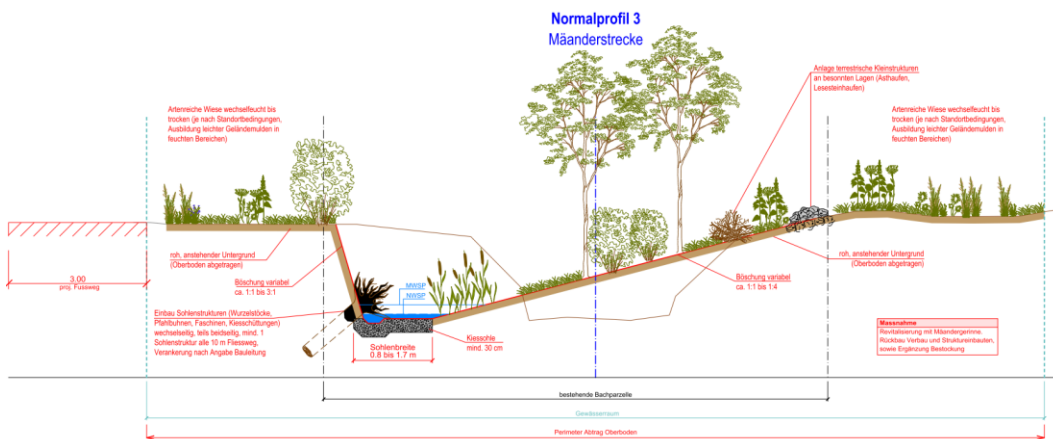 Normalprofil 3
Mäanderstrecke
Anlage terrestrische Kleinstrukturen
an besonnten Lagen (Asthaufen,
Lesesteinhaufen)
Artenreiche Wiese wechselfeucht bis
trocken (je nach Standortbedingungen,
Ausbildung leichter Geländemulden in
feuchten Bereichen)
Artenreiche Wiese wechselfeucht bis
trocken (je nach Standortbedingungen,
Ausbildung leichter Geländemulden in
feuchten Bereichen)
roh, anstehender Untergrund
(Oberboden abgetragen)
roh, anstehender Untergrund
(Oberboden abgetragen)
3,00
proj. Fussweg
Böschung variabel
ca. 1:1 bis 3:1
MWSP
NWSP
Böschung variabel
ca. 1:1 bis 1:4
Einbau Sohlenstrukturen (Wurzelstöcke,
Pfahlbuhnen, Faschinen, Kiesschüttungen)
wechselseitig, teils beidseitig, mind. 1
Sohlenstruktur alle 10 m Fliessweg,
Verankerung nach Angabe Bauleitung
Sohlenbreite
0.8 bis 1.7 m
Kiessohle
mind. 30 cm
Massnahme
Revitalisierung mit Mäandergerinne,
Rückbau Verbau und Struktureinbauten,
sowie Ergänzung Bestockung
bestehende Bachparzelle
Gewässerraum
Perimeter Abtrag Oberboden